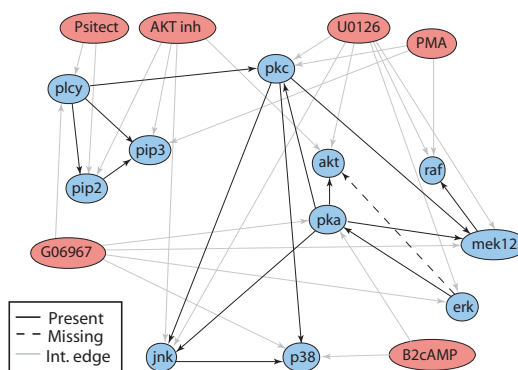 Psitect
AKT inh
U0126
PMA
pkc
plcy
pip3
akt
raf
pip2
pka
mek12
G06967
erk
Present
Missing
Int. edge
jnk
p38
B2cAMP